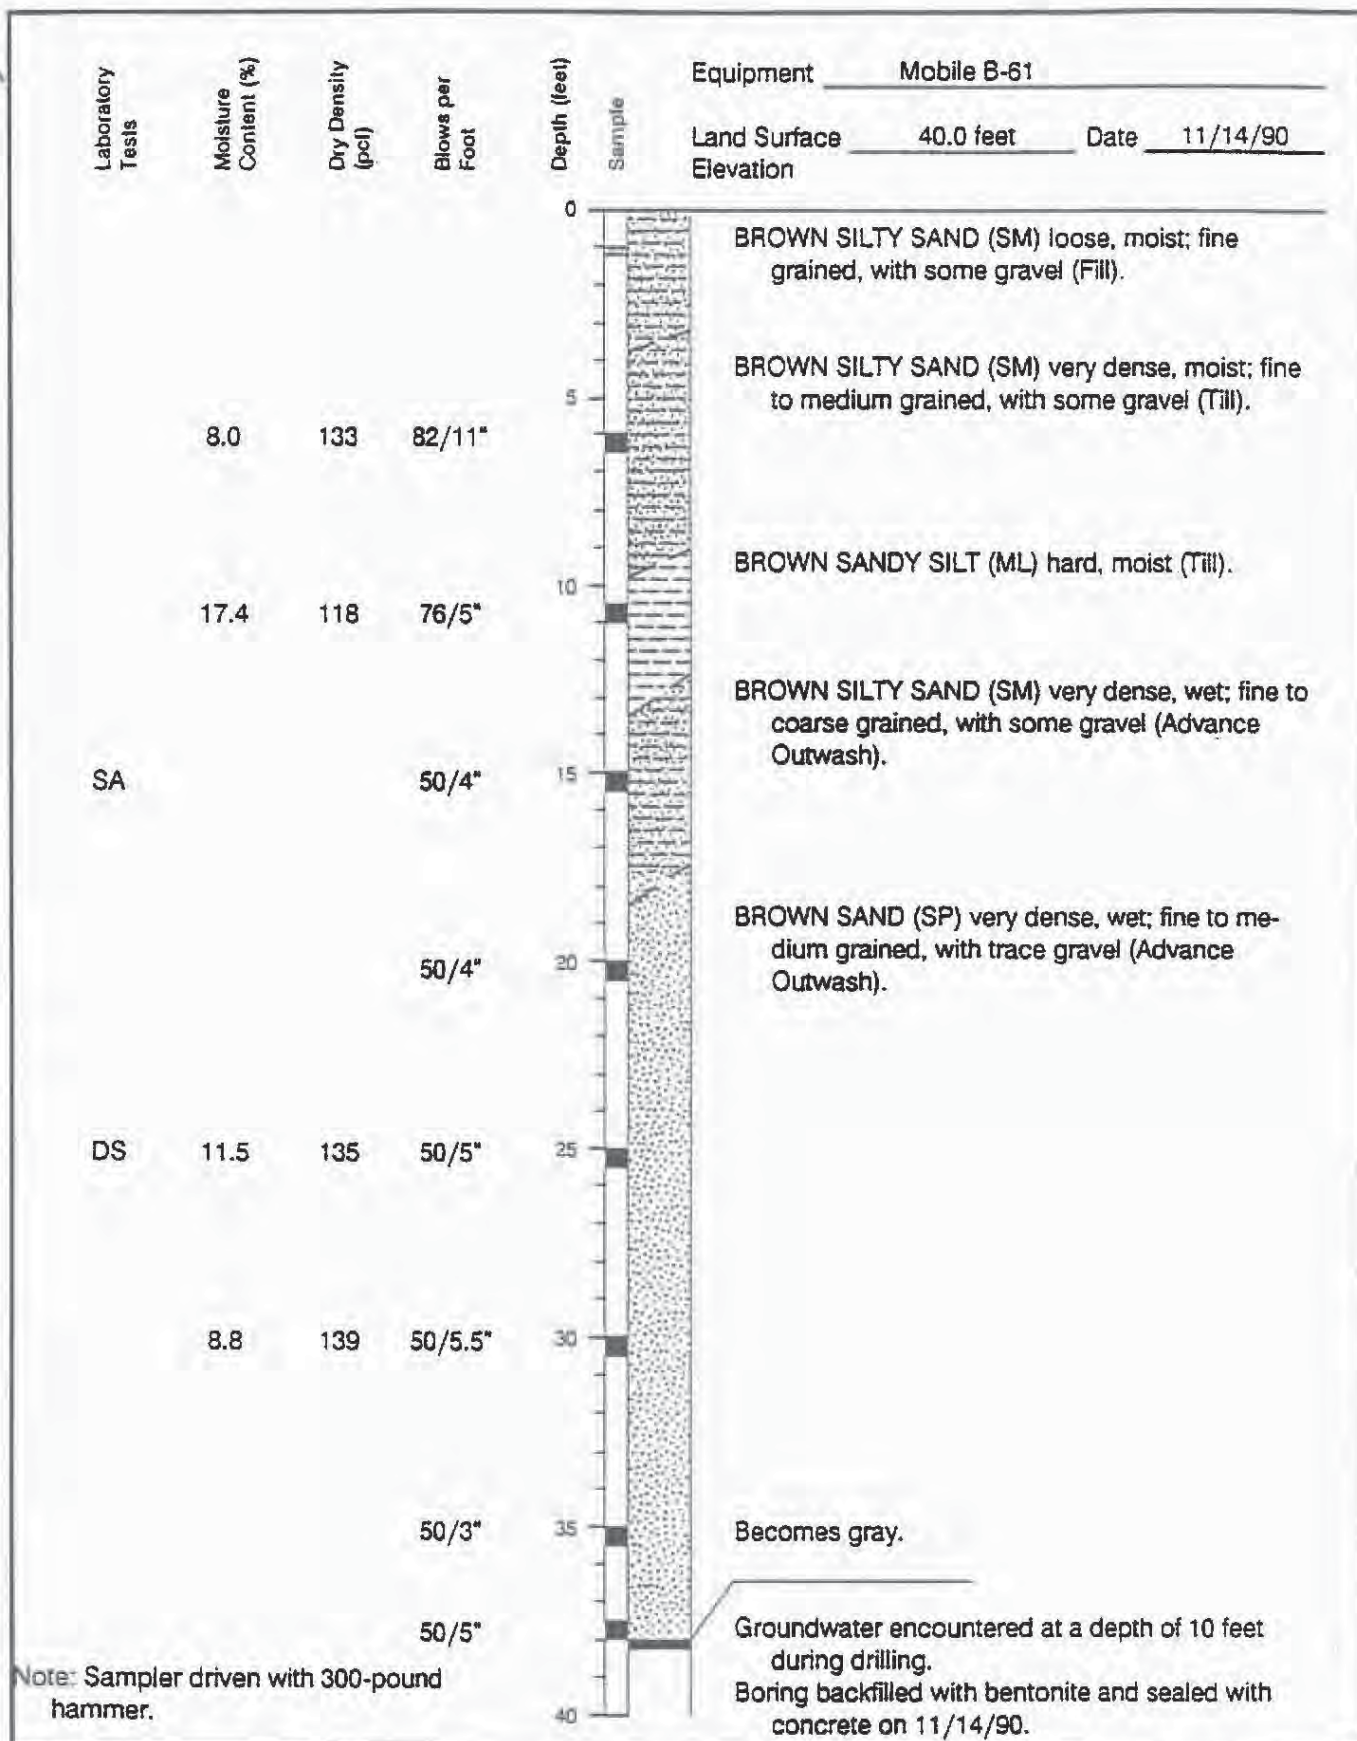 Laboratory
Tests
Moisture
Content (%)
Dry Density
(pcf)
Blows per
Foot
Depth (feet)
Sample
Equipment Mobile B-61
Land Surface 40.0 feet Date 11/14/90
Elevation
0
BROWN SILTY SAND (SM) loose, moist; fine
grained, with some gravel (Fill).
BROWN SILTY SAND (SM) very dense, moist; fine
to medium grained, with some gravel (Till).
5
8.0 133 82/11"
BROWN SANDY SILT (ML) hard, moist (Till).
10
17.4 118 76/5"
BROWN SILTY SAND (SM) very dense, wet; fine to
coarse grained, with some gravel (Advance
Outwash).
SA 50/4" 15
BROWN SAND (SP) very dense, wet; fine to me-
dium grained, with trace gravel (Advance
Outwash).
50/4" 20
DS 11.5 135 50/5" 25
8.8 139 50/5.5" 30
50/3" 35 Becomes gray.
50/5"
Groundwater encountered at a depth of 10 feet
during drilling.
Boring backfilled with bentonite and sealed with
concrete on 11/14/90.
Note: Sampler driven with 300-pound
hammer.
40